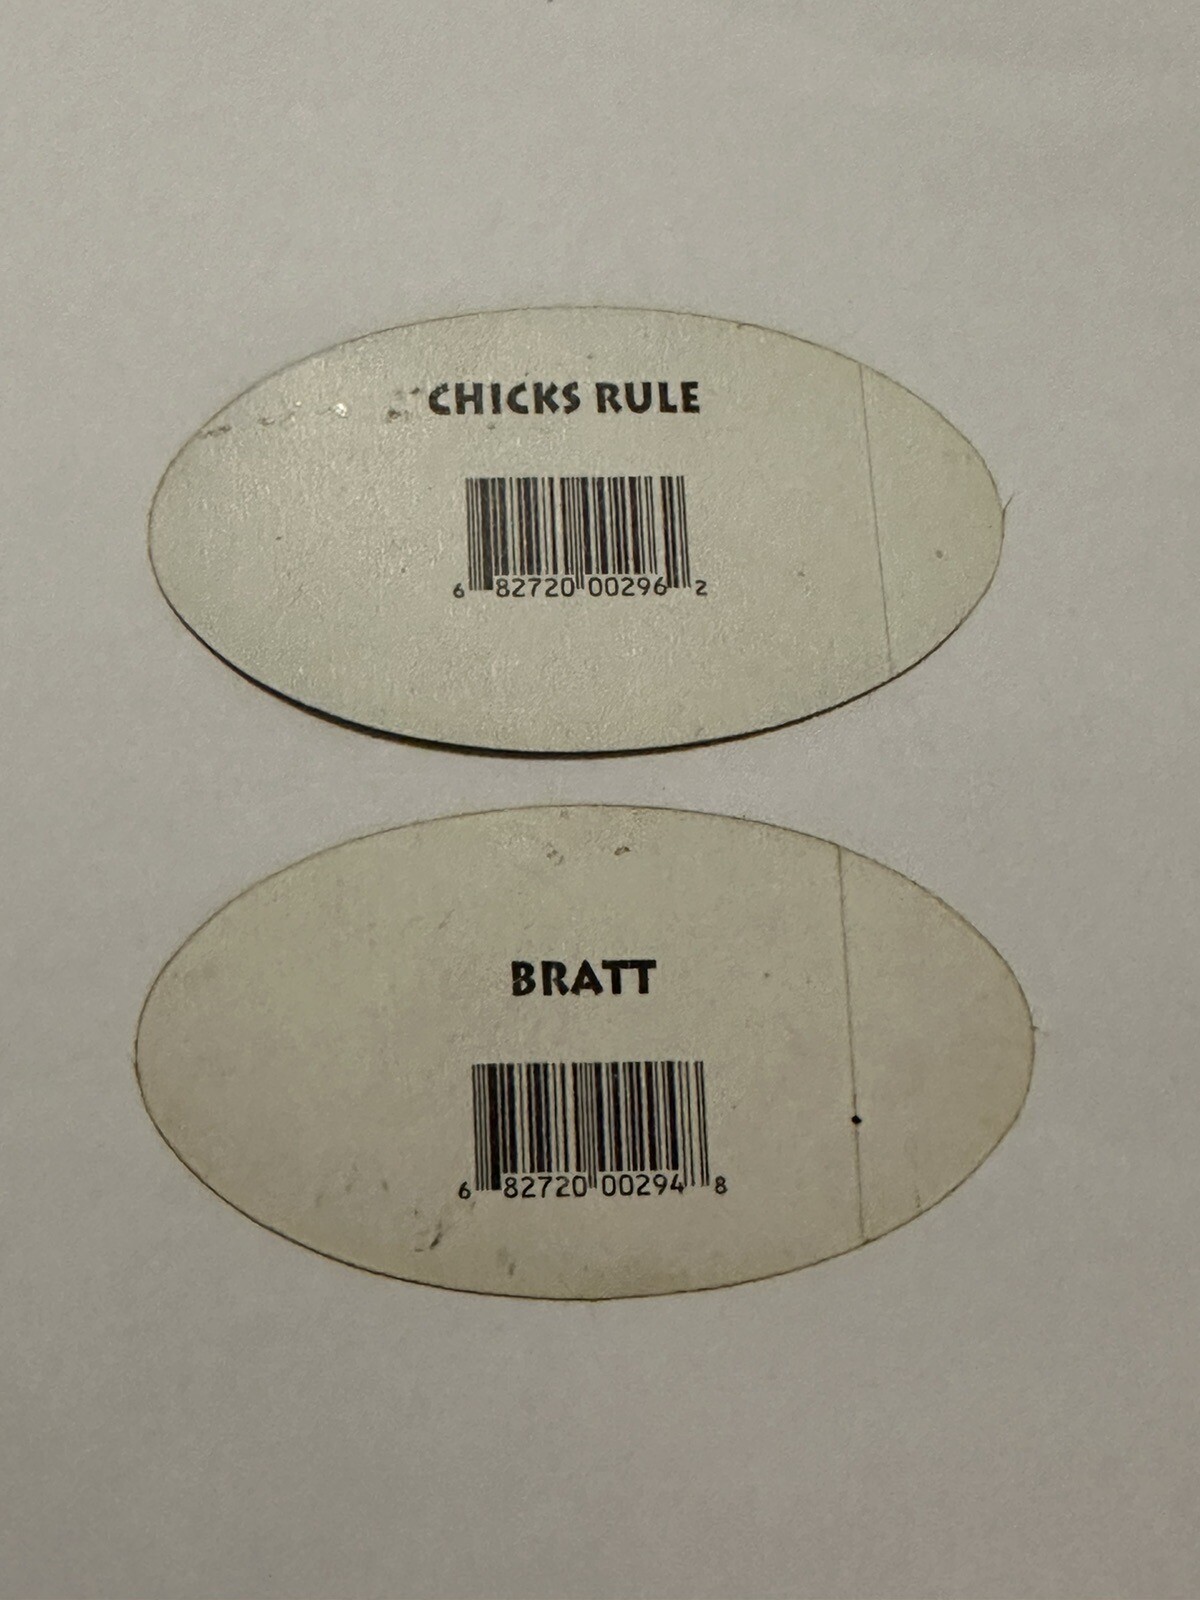 CHICKS RULE
6 82720 00296 2
BRATT
6 82720 00294 8